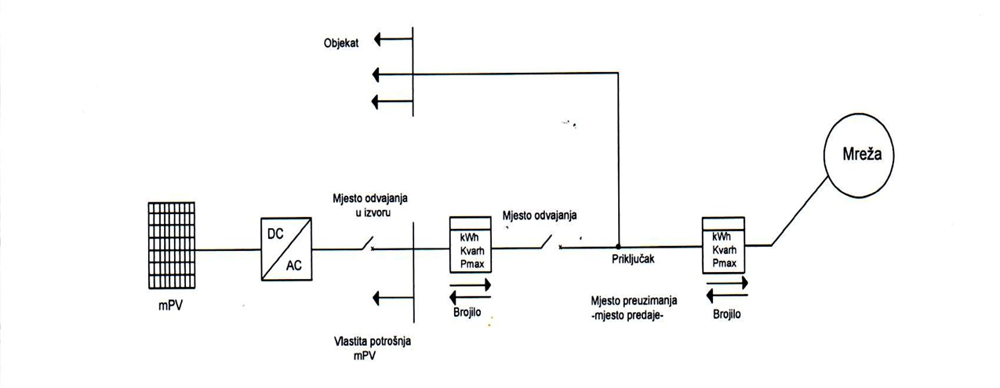 Objekat
Mreža
Mjesto odvajanja
u izvoru
Mjesto odvajanja
DC
AC
kWh
Kvarh
Pmax
kWh
Kvarh
Pmax
Priključak
mPV
Brojilo
Mjesto preuzimanja
-mjesto predaje-
Brojilo
Vlastita potrošnja
mPV